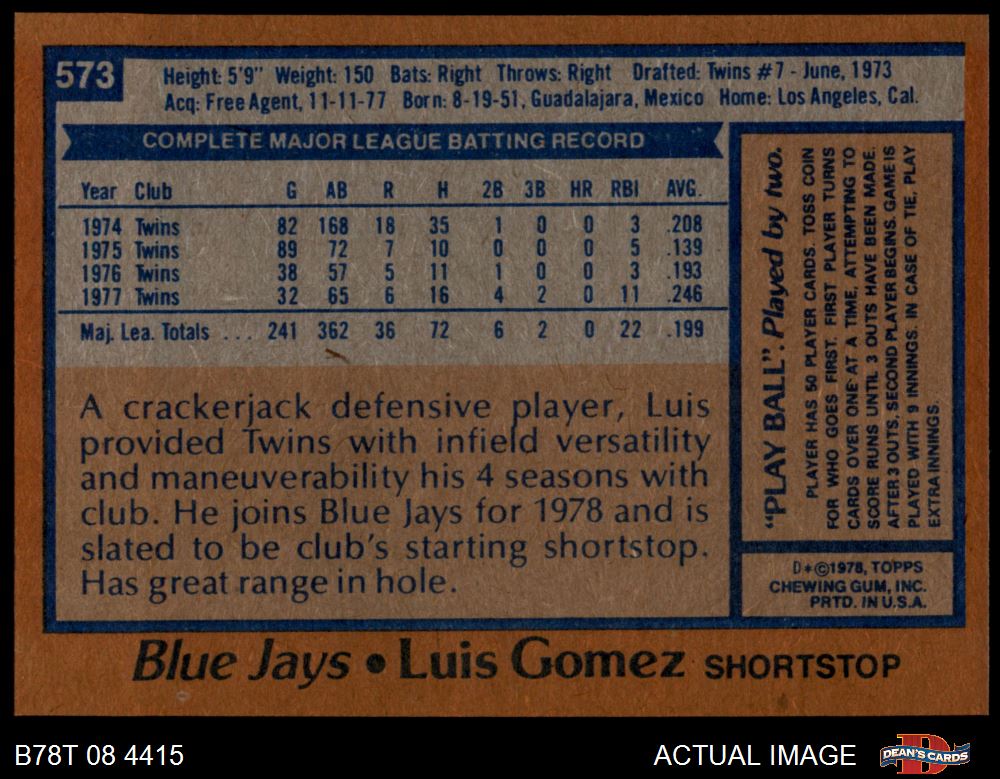 573
Height: 5'9" Weight: 150 Bats: Right Throws: Right Drafted: Twins #7 - June, 1973
Acq: Free Agent, 11-11-77 Born: 8-19-51, Guadalajara, Mexico Home: Los Angeles, Cal.
COMPLETE MAJOR LEAGUE BATTING RECORD
Year Club G AB R H 2B 3B HR RBI AVG.
1974 Twins 82 168 18 35 1 0 0 3 .208
1975 Twins 89 72 7 10 0 0 0 5 .139
1976 Twins 38 57 5 11 1 0 0 3 .193
1977 Twins 32 65 6 16 4 2 0 11 .246
Maj. Lea. Totals ... 241 362 36 72 6 2 0 22 .199
A crackerjack defensive player, Luis
provided Twins with infield versatility
and maneuverability his 4 seasons with
club. He joins Blue Jays for 1978 and is
slated to be club's starting shortstop.
Has great range in hole.
"PLAY BALL". Played by two.
PLAYER HAS 50 PLAYER CARDS. TOSS COIN
FOR WHO GOES FIRST. FIRST PLAYER TURNS
CARDS OVER ONE AT A TIME, ATTEMPTING TO
SCORE RUNS UNTIL 3 OUTS HAVE BEEN MADE.
AFTER 3 OUTS, SECOND PLAYER BEGINS. GAME IS
PLAYED WITH 9 INNINGS. IN CASE OF TIE, PLAY
EXTRA INNINGS.
D*©1978, TOPPS
CHEWING GUM, INC.
PRTD. IN U.S.A.
Blue Jays • Luis Gomez SHORTSTOP
B78T 08 4415
ACTUAL IMAGE
DEAN'S CARDS